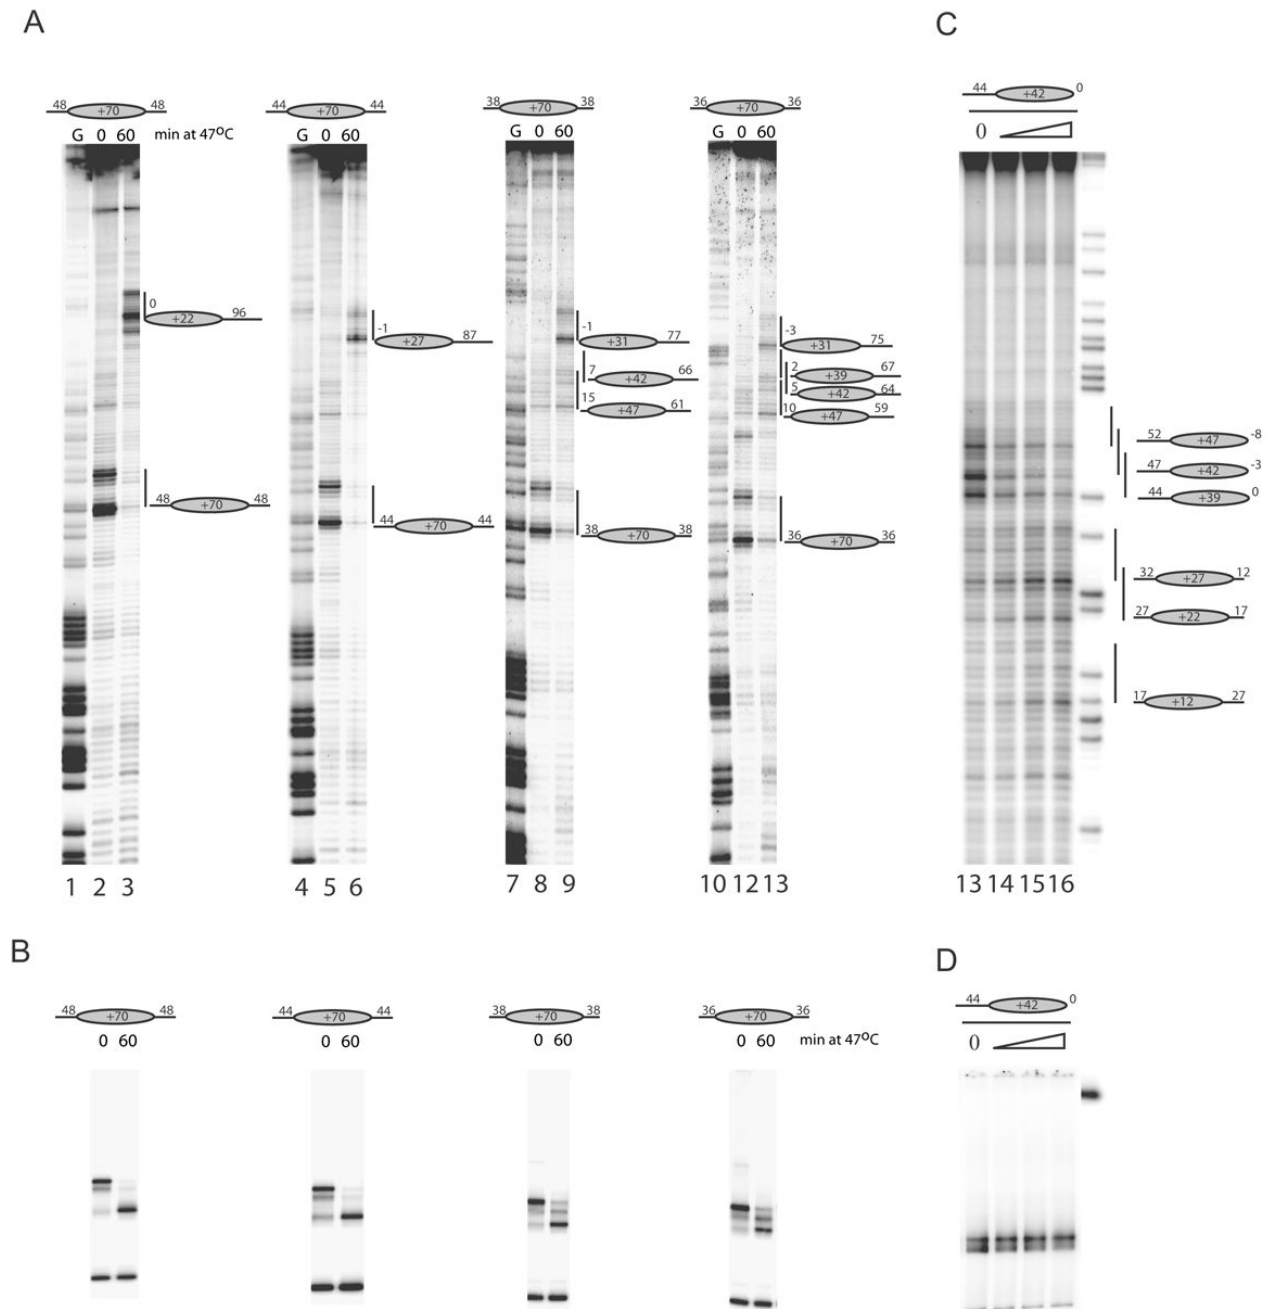 A
48 +70 48
G 0 60 min at 47°C
0
+22 96
48 +70 48
1 2 3
44 +70 44
G 0 60
-1
+27 87
44 +70 44
4 5 6
38 +70 38
G 0 60
-1
+31 77
7
+42 66
15
+47 61
38 +70 38
7 8 9
36 +70 36
G 0 60
-3
+31 75
2
+39 67
5
+42 64
10
+47 59
36 +70 36
10 12 13
C
44 +42 0
0
52 +47 -8
47 +42 -3
44 +39 0
32 +27 12
27 +22 17
17 +12 27
13 14 15 16
B
48 +70 48
0 60
44 +70 44
0 60
38 +70 38
0 60
36 +70 36
0 60 min at 47°C
D
44 +42 0
0